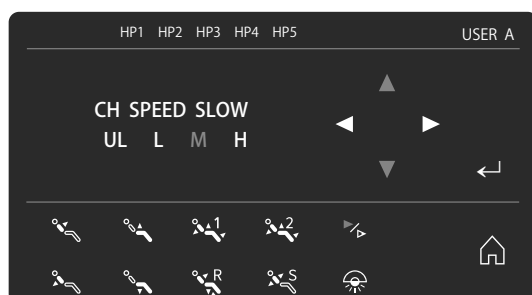 HP1 HP2 HP3 HP4 HP5 USER A
CH SPEED SLOW
UL L M H
1 2
R S